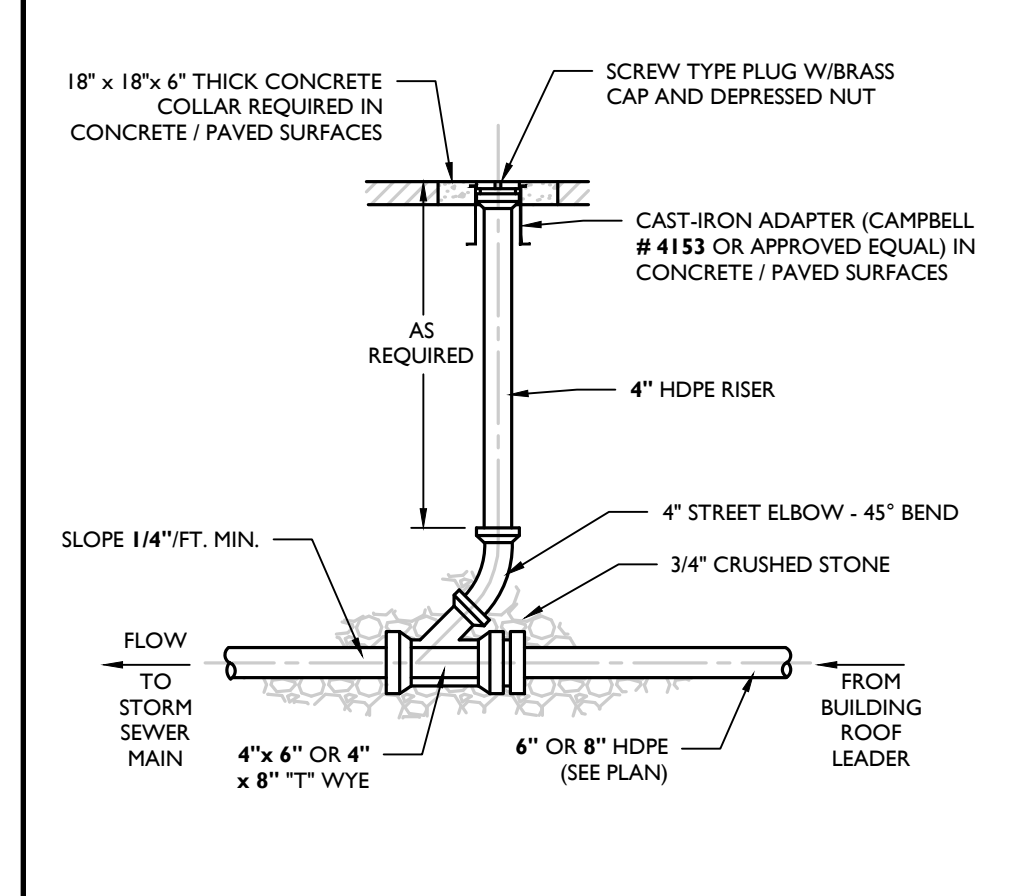 18" x 18"x 6" THICK CONCRETE
COLLAR REQUIRED IN
CONCRETE / PAVED SURFACES
SCREW TYPE PLUG W/BRASS
CAP AND DEPRESSED NUT
CAST-IRON ADAPTER (CAMPBELL
# 4153 OR APPROVED EQUAL) IN
CONCRETE / PAVED SURFACES
AS
REQUIRED
4" HDPE RISER
4" STREET ELBOW - 45° BEND
SLOPE 1/4"/FT. MIN.
3/4" CRUSHED STONE
FLOW
TO
STORM
SEWER
MAIN
FROM
BUILDING
ROOF
LEADER
4"x 6" OR 4"
x 8" "T" WYE
6" OR 8" HDPE
(SEE PLAN)